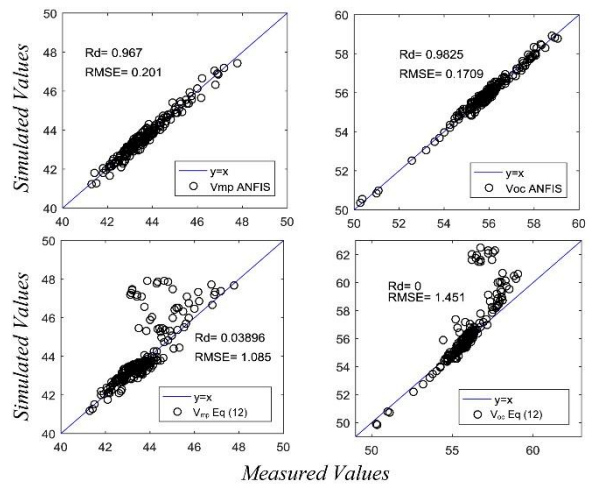 50
48
46
44
42
40
40
42
44
46
48
50
Rd= 0.967
RMSE= 0.201
y=x
Vmp ANFIS
60
58
56
54
52
50
50
52
54
56
58
60
Rd= 0.9825
RMSE= 0.1709
y=x
Voc ANFIS
Simulated Values
50
48
46
44
42
40
40
42
44
46
48
50
Rd= 0.03896
RMSE= 1.085
y=x
Vmp Eq (12)
62
60
58
56
54
52
50
50
52
54
56
58
60
Rd= 0
RMSE= 1.451
y=x
Voc Eq (12)
Simulated Values
Measured Values